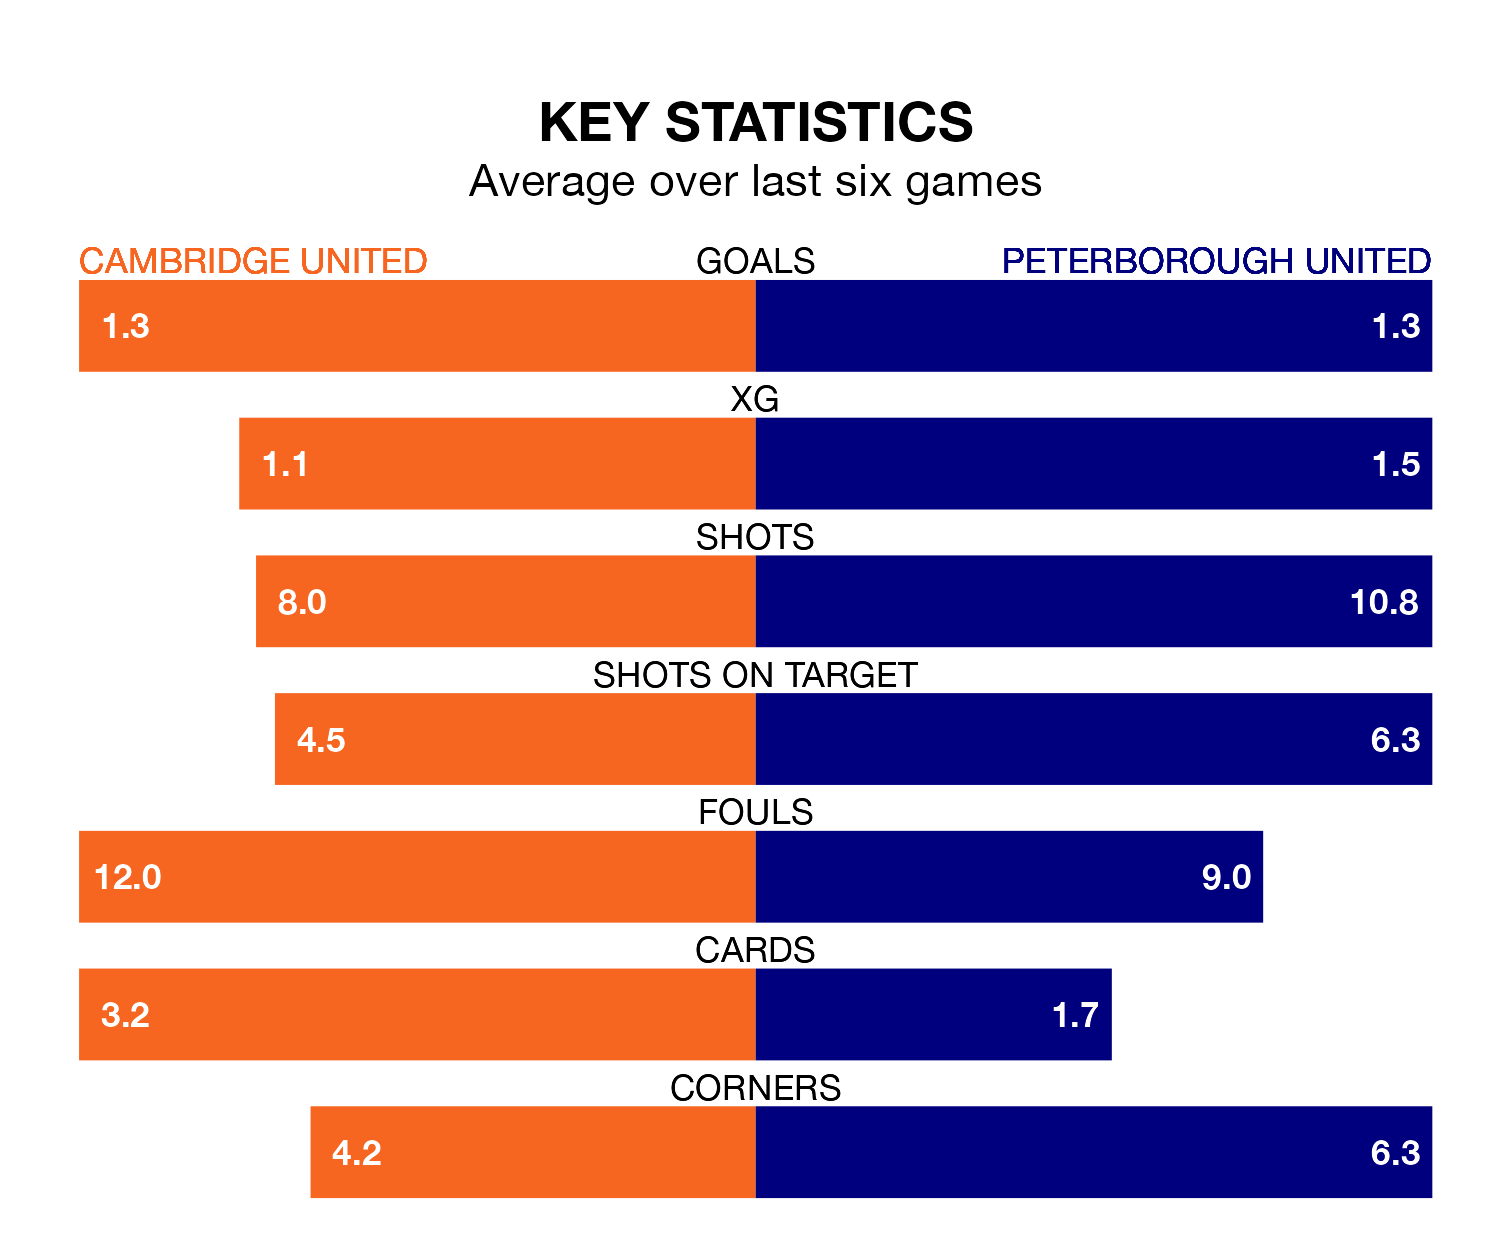 KEY STATISTICS
Average over last six games
CAMBRIDGE UNITED GOALS PETERBOROUGH UNITED
1.3 1.3
XG
1.1 1.5
SHOTS
8.0 10.8
SHOTS ON TARGET
4.5 6.3
FOULS
12.0 9.0
CARDS
3.2 1.7
CORNERS
4.2 6.3